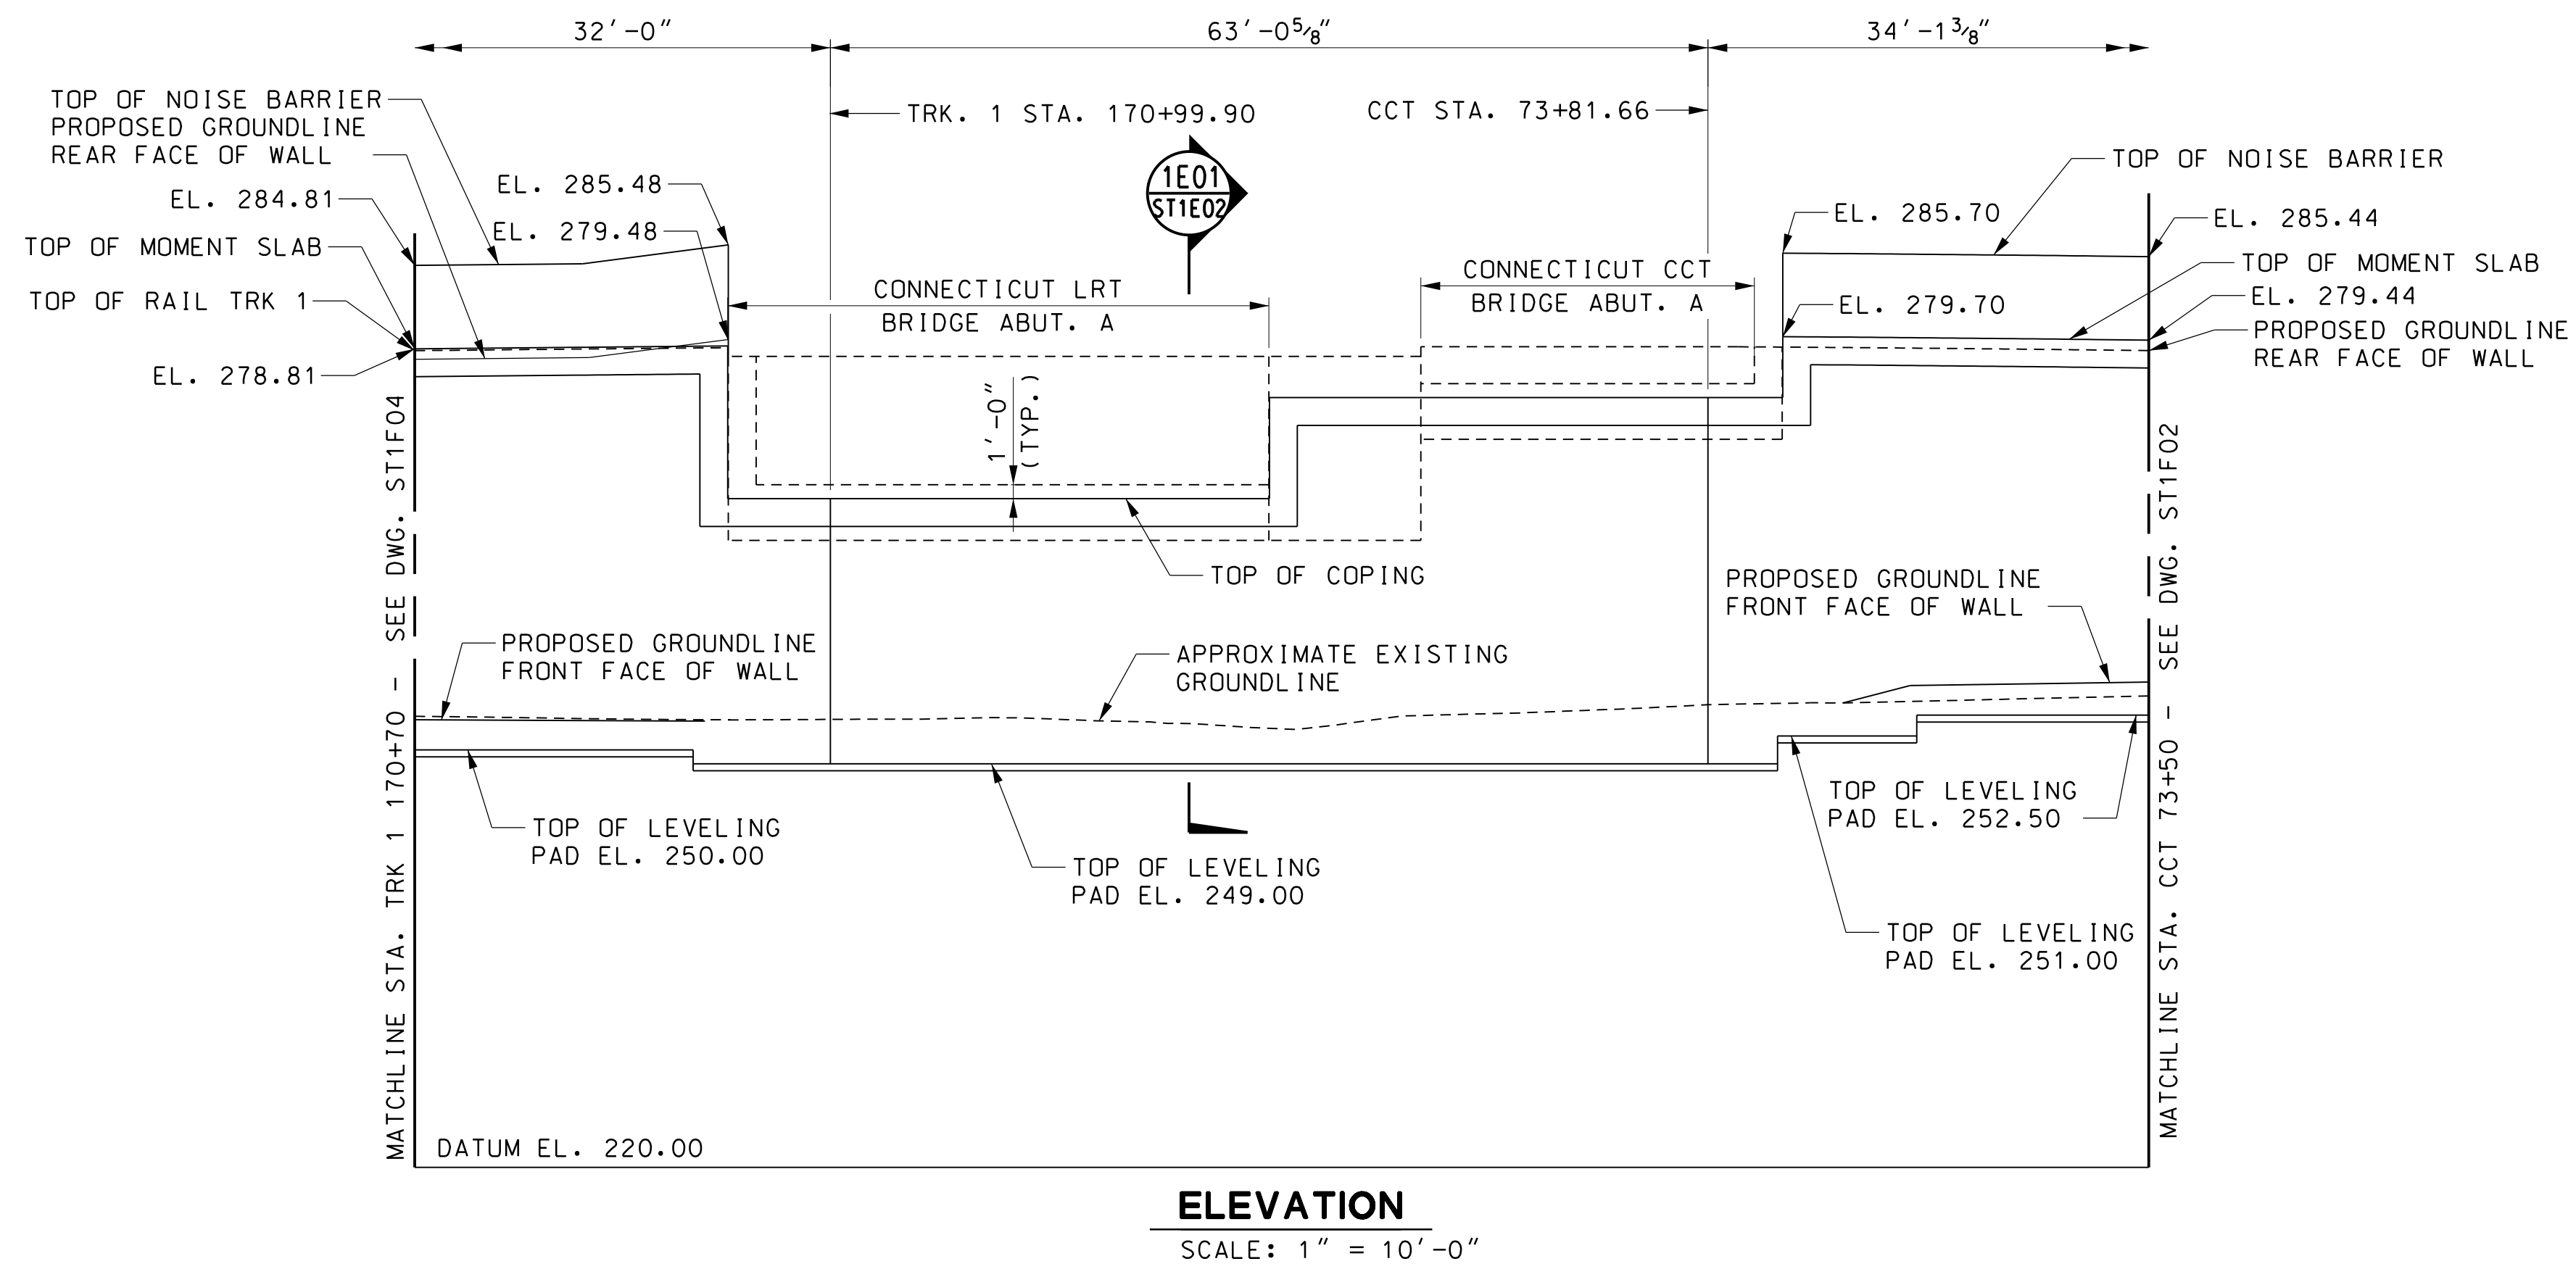 32'-0"
63'-0⅝"
34'-1⅜"
TOP OF NOISE BARRIER
PROPOSED GROUNDLINE
REAR FACE OF WALL
EL. 284.81
TOP OF MOMENT SLAB
TOP OF RAIL TRK 1
EL. 278.81
EL. 285.48
EL. 279.48
TRK. 1 STA. 170+99.90
CCT STA. 73+81.66
1E01
ST1E02
CONNECTICUT LRT
BRIDGE ABUT. A
CONNECTICUT CCT
BRIDGE ABUT. A
TOP OF NOISE BARRIER
EL. 285.70
EL. 285.44
TOP OF MOMENT SLAB
EL. 279.70
EL. 279.44
PROPOSED GROUNDLINE
REAR FACE OF WALL
1'-0"
(TYP.)
TOP OF COPING
PROPOSED GROUNDLINE
FRONT FACE OF WALL
APPROXIMATE EXISTING
GROUNDLINE
PROPOSED GROUNDLINE
FRONT FACE OF WALL
TOP OF LEVELING
PAD EL. 250.00
TOP OF LEVELING
PAD EL. 249.00
TOP OF LEVELING
PAD EL. 252.50
TOP OF LEVELING
PAD EL. 251.00
MATCHLINE STA. TRK 1 170+70 - SEE DWG. ST1F04
MATCHLINE STA. CCT 73+50 - SEE DWG. ST1F02
DATUM EL. 220.00
ELEVATION
SCALE: 1" = 10'-0"